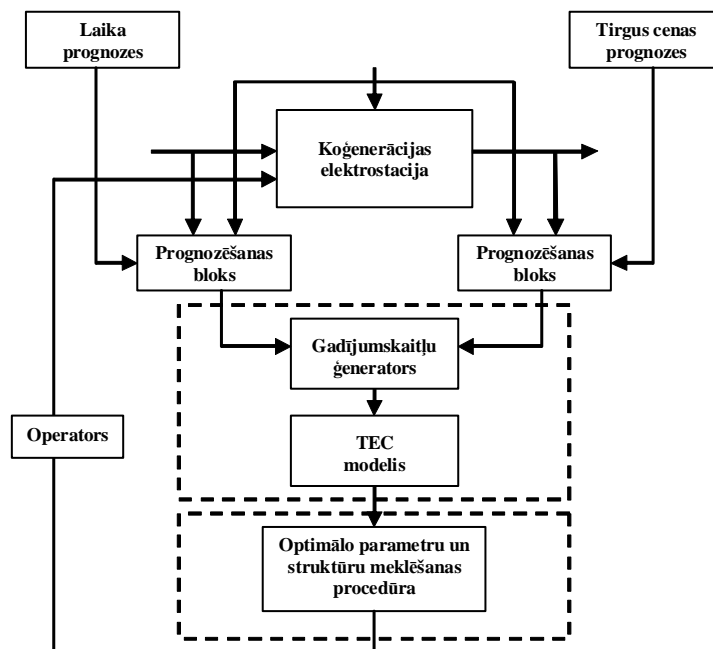 Laika
prognozes
Tirgus cenas
prognozes
Koģenerācijas
elektrostacija
Prognozēšanas
bloks
Prognozēšanas
bloks
Gadījumskaitļu
ģenerators
Operators
TEC
modelis
Optimālo parametru un
struktūru meklēšanas
procedūra